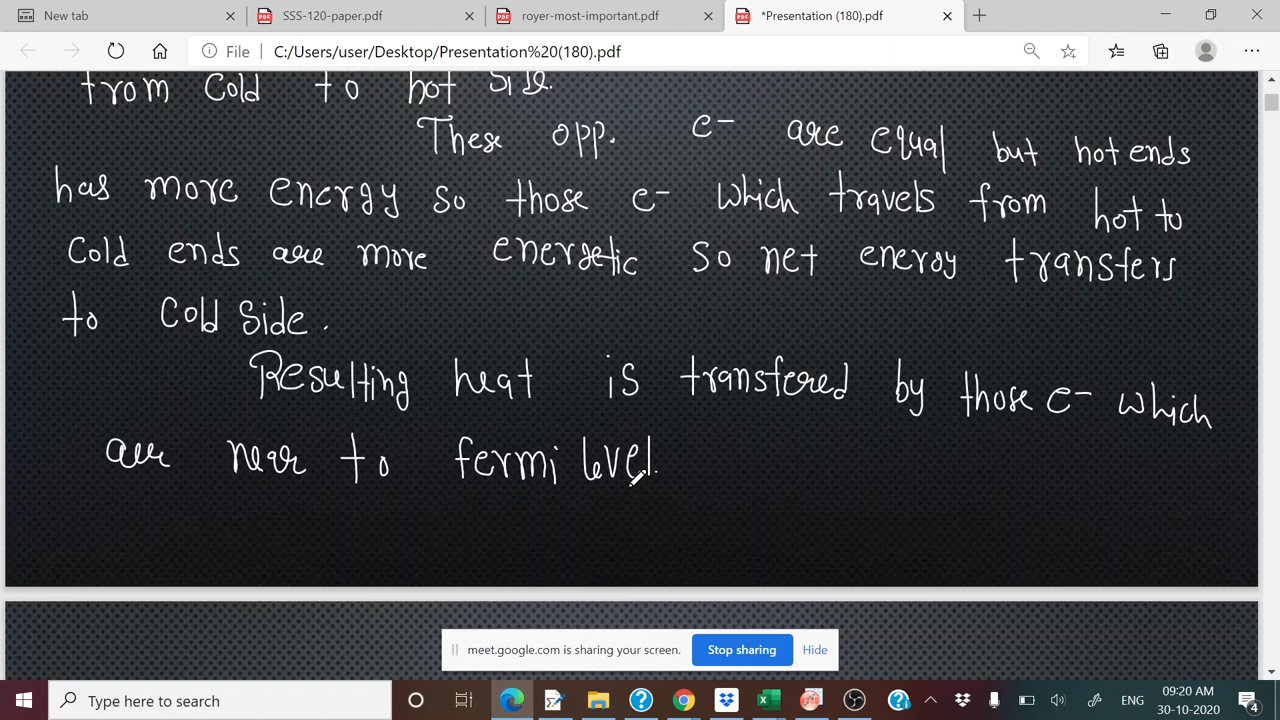 New tab
SSS-120-paper.pdf
royer-most-important.pdf
*Presentation (180).pdf
File
C:/Users/user/Desktop/Presentation%20(180).pdf
from Cold to hot side.
These opp. e- are equal but hot ends
has more energy so those e- which travels from hot to
Cold ends are more energetic so net energy transfers
to Cold Side.
Resulting heat is transfered by those e- which
are near to fermi level.
meet.google.com is sharing your screen. Stop sharing Hide
Type here to search
ENG
09:20 AM
30-10-2020
4